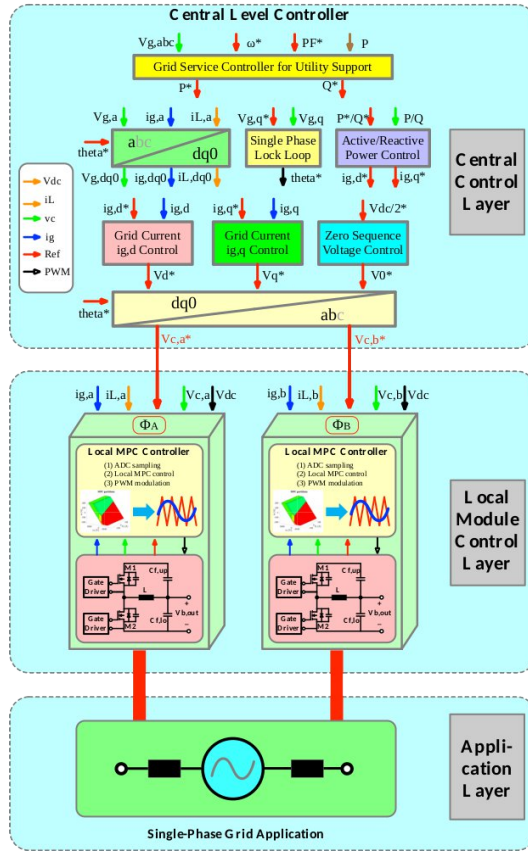 Central Level Controller
Vg,abc ω* PF* P
Grid Service Controller for Utility Support
P* Q*
Vg,a ig,a iL,a Vg,q* Vg,q P*/Q* P/Q
abc
dq0
Single Phase
Lock Loop
Active/Reactive
Power Control
theta*
Vg,dq0 ig,dq0 iL,dq0 theta* ig,d* ig,q*
Central
Control
Layer
Vdc
iL
vc
ig
Ref
PWM
ig,d* ig,d ig,q* ig,q Vdc/2*
Grid Current
ig,d Control
Grid Current
ig,q Control
Zero Sequence
Voltage Control
Vd* Vq* V0*
dq0
abc
theta*
Vc,a* Vc,b*
ig,a iL,a Vc,a Vdc
ig,b iL,b Vc,b Vdc
ΦA
Local MPC Controller
(1) ADC sampling
(2) Local MPC control
(3) PWM modulation
M1
Cf,up
Gate
Driver
L
+
Vb,out
Gate
Driver
Cf,lo
−
M2
ΦB
Local MPC Controller
(1) ADC sampling
(2) Local MPC control
(3) PWM modulation
M1
Cf,up
Gate
Driver
L
+
Vb,out
Gate
Driver
Cf,lo
−
M2
Local
Module
Control
Layer
Single-Phase Grid Application
Appli-
cation
Layer